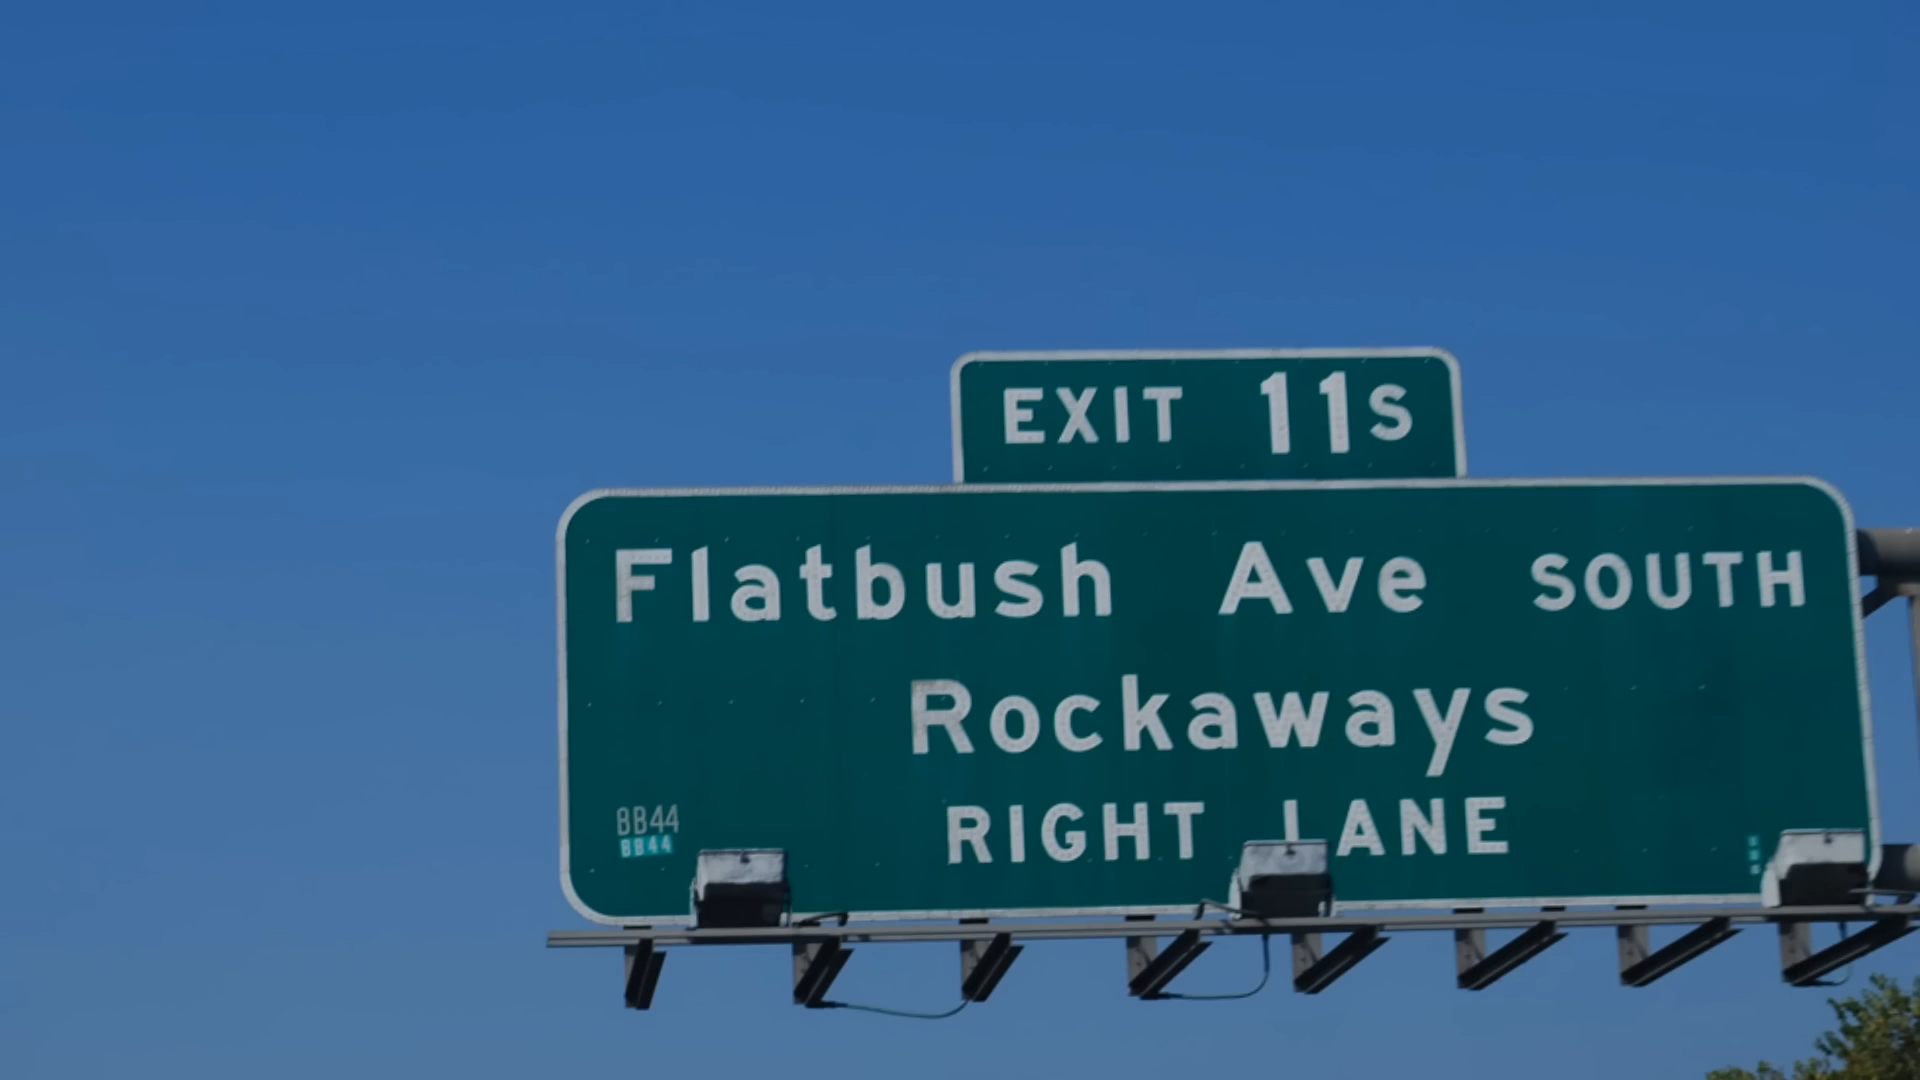 EXIT 11S
Flatbush Ave SOUTH
Rockaways
RIGHT LANE
BB44
BB44